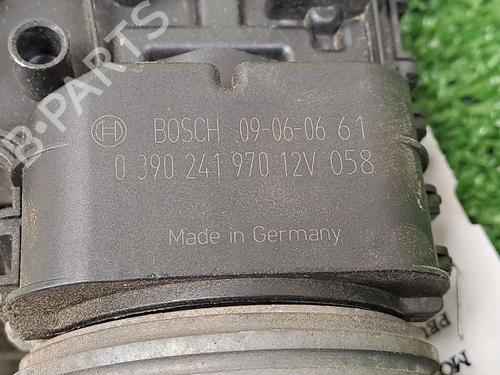 B-PARTS
BOSCH 09-06-06 61
0 390 241 970 12V 058
Made in Germany